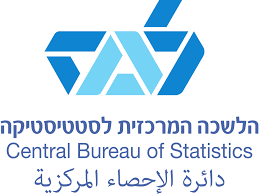 הלשכה המרכזית לסטטיסטיקה
Central Bureau of Statistics
دائرة الإحصاء المركزية